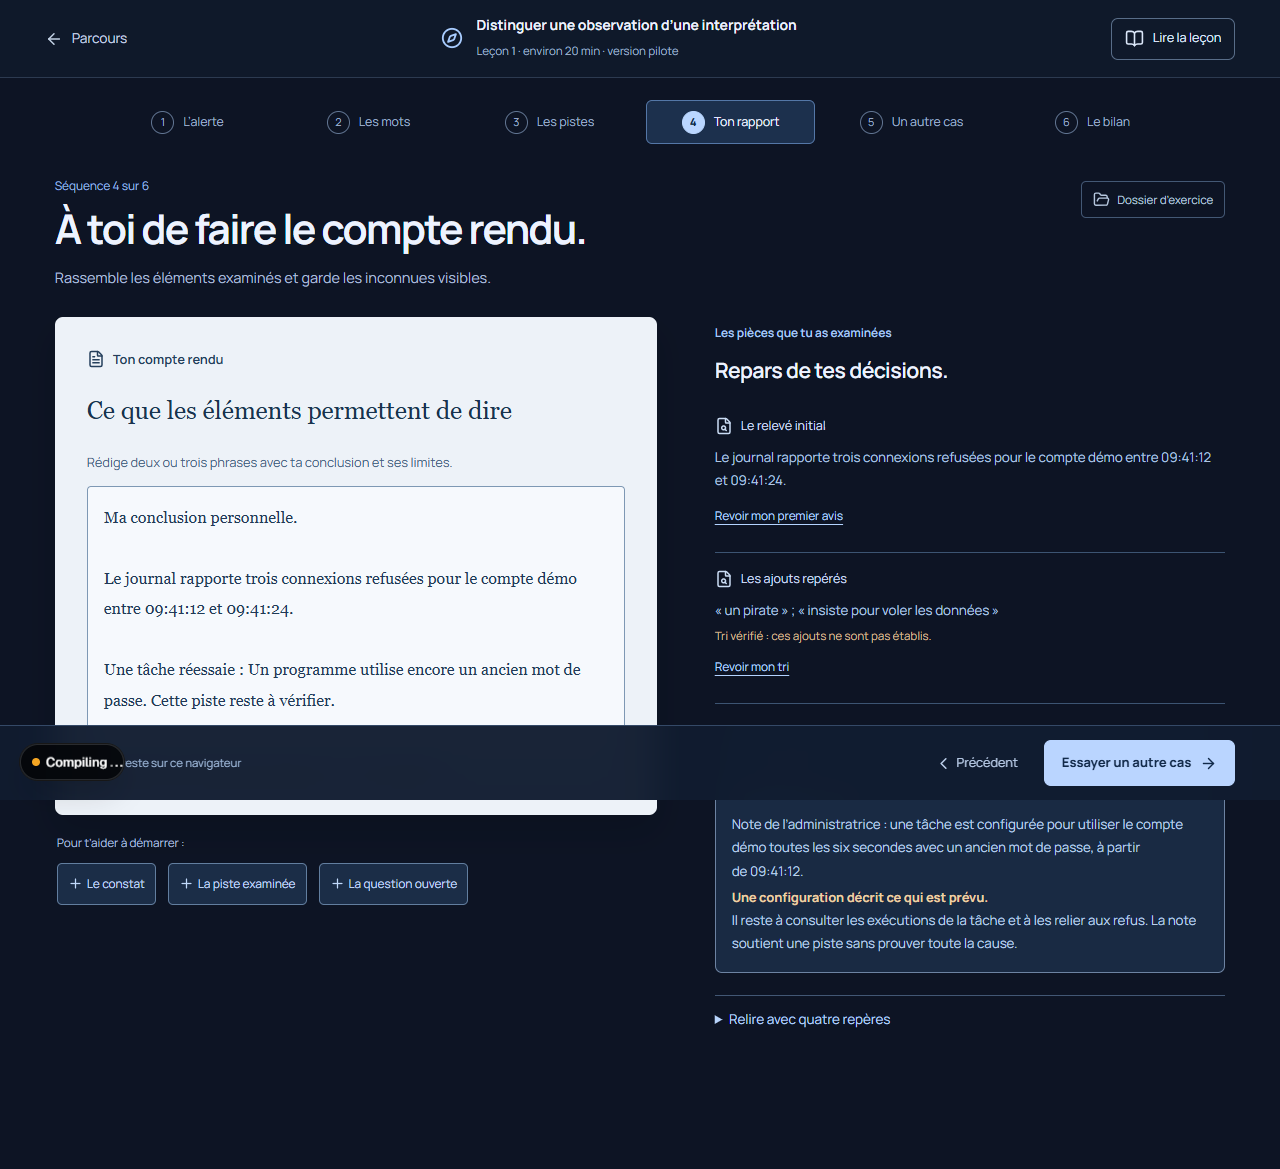 Parcours
Distinguer une observation d'une interprétation
Leçon 1 · environ 20 min · version pilote
Lire la leçon
1 L'alerte
2 Les mots
3 Les pistes
4 Ton rapport
5 Un autre cas
6 Le bilan
Séquence 4 sur 6
À toi de faire le compte rendu.
Rassemble les éléments examinés et garde les inconnues visibles.
Dossier d'exercice
Ton compte rendu
Ce que les éléments permettent de dire
Rédige deux ou trois phrases avec ta conclusion et ses limites.
Ma conclusion personnelle.
Le journal rapporte trois connexions refusées pour le compte démo
entre 09:41:12 et 09:41:24.
Une tâche réessaie : Un programme utilise encore un ancien mot de
passe. Cette piste reste à vérifier.
Pour t'aider à démarrer :
Le constat
La piste examinée
La question ouverte
Les pièces que tu as examinées
Repars de tes décisions.
Le relevé initial
Le journal rapporte trois connexions refusées pour le compte démo entre 09:41:12
et 09:41:24.
Revoir mon premier avis
Les ajouts repérés
« un pirate » ; « insiste pour voler les données »
Tri vérifié : ces ajouts ne sont pas établis.
Revoir mon tri
Note de l'administratrice : une tâche est configurée pour utiliser le compte
démo toutes les six secondes avec un ancien mot de passe, à partir
de 09:41:12.
Une configuration décrit ce qui est prévu.
Il reste à consulter les exécutions de la tâche et à les relier aux refus. La note
soutient une piste sans prouver toute la cause.
Relire avec quatre repères
Compiling ...
este sur ce navigateur
Précédent
Essayer un autre cas